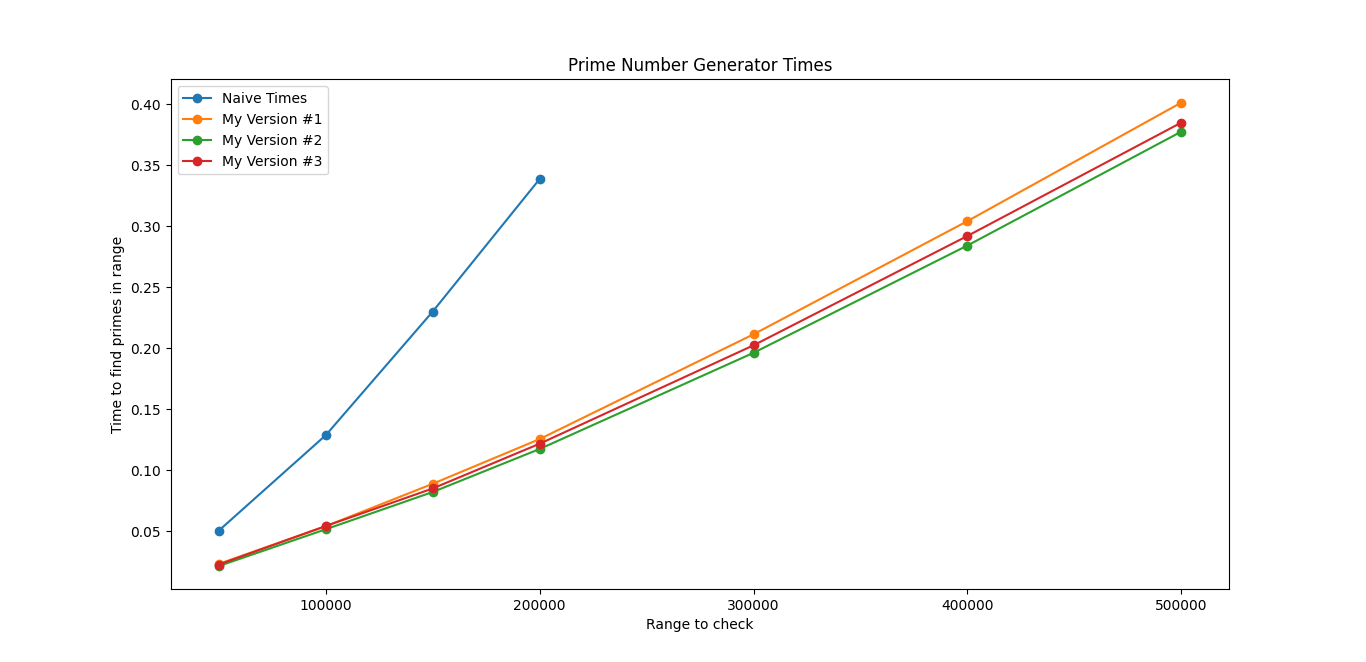 Prime Number Generator Times
Naive Times
My Version #1
My Version #2
My Version #3
0.40
0.35
0.30
0.25
0.20
0.15
0.10
0.05
Time to find primes in range
100000
200000
300000
400000
500000
Range to check